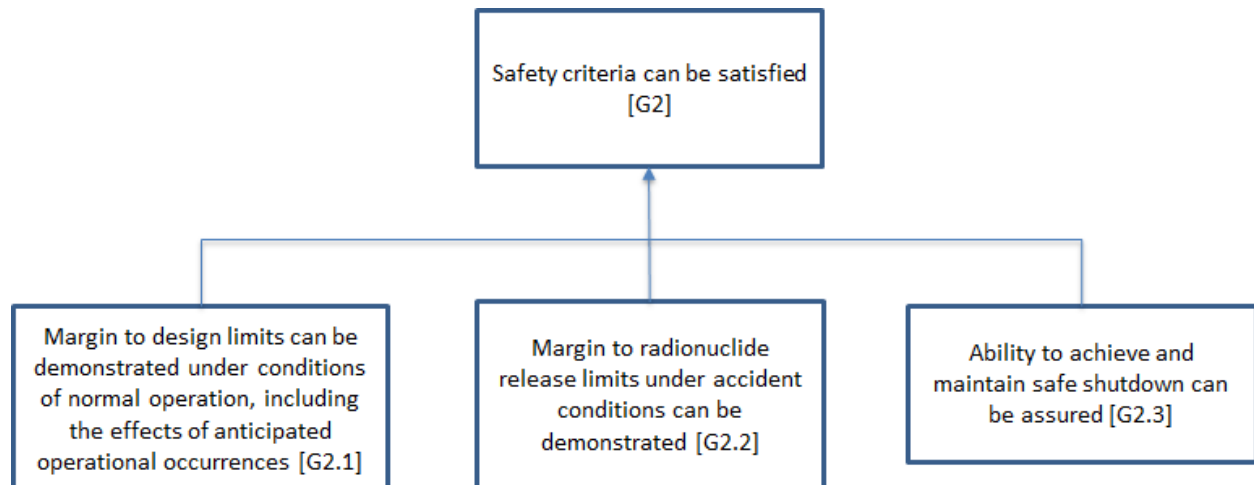 Safety criteria can be satisfied
[G2]
Margin to design limits can be
demonstrated under conditions
of normal operation, including
the effects of anticipated
operational occurrences [G2.1]
Margin to radionuclide
release limits under accident
conditions can be
demonstrated [G2.2]
Ability to achieve and
maintain safe shutdown can
be assured [G2.3]